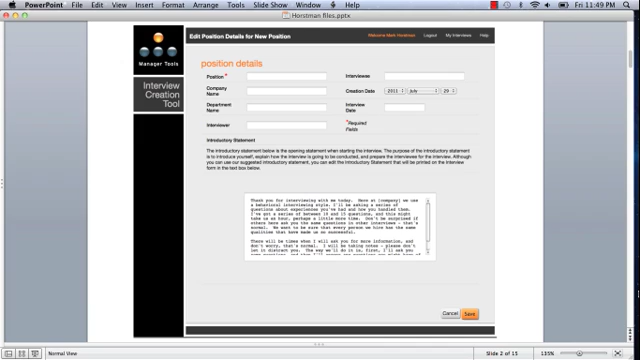 PowerPoint File Edit View Insert Format Arrange Tools Slide Show Window Help Fri 11:49 PM
Horstman files.pptx
Edit Position Details for New Position Welcome Mark Horstman Logout My Interviews Help
Manager Tools
Interview
Creation
Tool
position details
Position * Interviewee
Company
Name Creation Date 2011 July 29
Department
Name Interview
Date
Interviewer *Required
Fields
Introductory Statement
The introductory statement below is the opening statement when starting the interview. The purpose of the introductory statement
is to introduce yourself, explain how the interview is going to be conducted, and prepare the interviewee for the interview. Although
you can use our suggested introductory statement, you can edit the Introductory Statement that will be printed on the interview
form in the text box below.
Thank you for interviewing with me today. Here at [company] we use
a behavioral interviewing style. I'll be asking a series of
questions about experiences you've had and how you handled them.
I've got a series of between 10 and 15 questions, and this might
take us an hour, perhaps a little more time. Don't be surprised if
others here ask you the same questions in other interviews - that's
normal. We want to be sure that every person we hire has the same
qualities that have made us so successful.
There will be times when I will ask you for more information, and
don't worry, that's normal. I will be taking notes - please don't
let it distract you. The way we'll do it is, first, I'll ask you
Cancel Save
Normal View Slide 2 of 15 135%